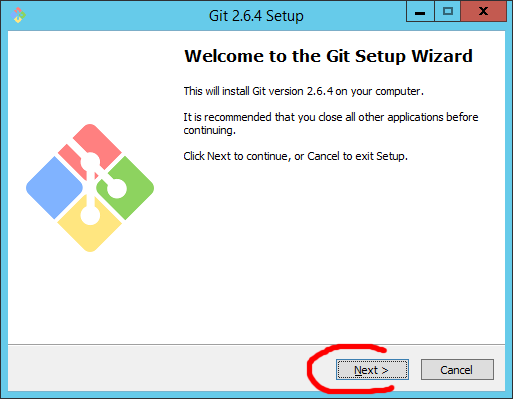 Git 2.6.4 Setup
Welcome to the Git Setup Wizard
This will install Git version 2.6.4 on your computer.
It is recommended that you close all other applications before
continuing.
Click Next to continue, or Cancel to exit Setup.
Next >
Cancel